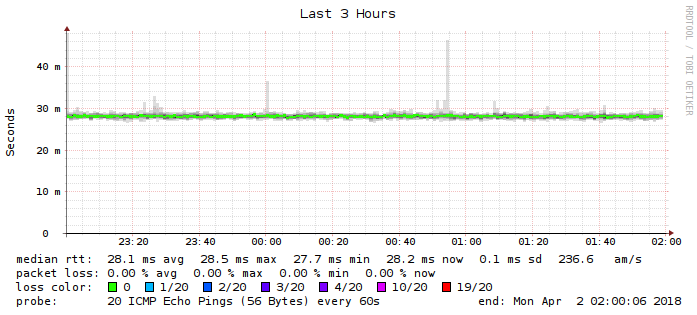 Last 3 Hours
RRDTOOL / TOBI OETIKER
Seconds
40 m
30 m
20 m
10 m
0
23:20 23:40 00:00 00:20 00:40 01:00 01:20 01:40 02:00
median rtt: 28.1 ms avg 28.5 ms max 27.7 ms min 28.2 ms now 0.1 ms sd 236.6 am/s
packet loss: 0.00 % avg 0.00 % max 0.00 % min 0.00 % now
loss color: 0 1/20 2/20 3/20 4/20 10/20 19/20
probe: 20 ICMP Echo Pings (56 Bytes) every 60s end: Mon Apr 2 02:00:06 2018